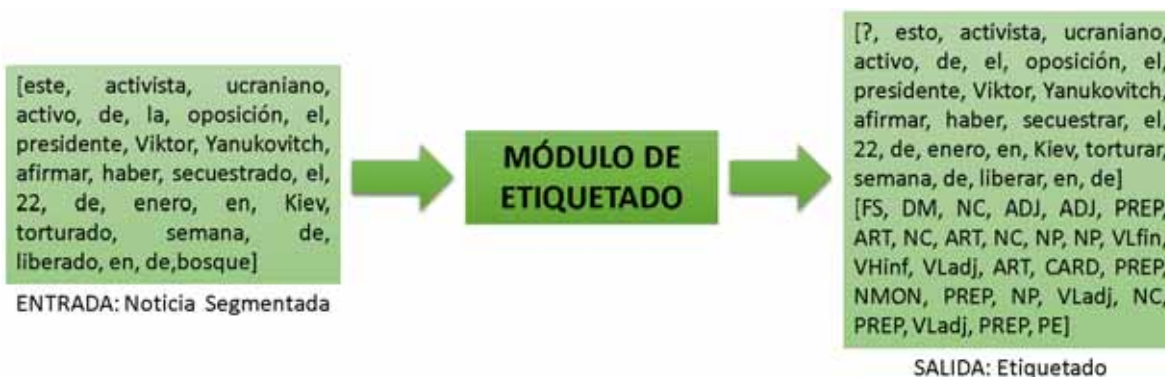 [este, activista, ucraniano,
activo, de, la, oposición, el,
presidente, Viktor, Yanukovitch,
afirmar, haber, secuestrado, el,
22, de, enero, en, Kiev,
torturado, semana, de,
liberado, en, de,bosque]
ENTRADA: Noticia Segmentada
MÓDULO DE
ETIQUETADO
[?, esto, activista, ucraniano,
activo, de, el, oposición, el,
presidente, Viktor, Yanukovitch,
afirmar, haber, secuestrar, el,
22, de, enero, en, Kiev, torturar,
semana, de, liberar, en, de]
[FS, DM, NC, ADJ, ADJ, PREP,
ART, NC, ART, NC, NP, NP, VLfin,
VHinf, VLadj, ART, CARD, PREP,
NMON, PREP, NP, VLadj, NC,
PREP, VLadj, PREP, PE]
SALIDA: Etiquetado